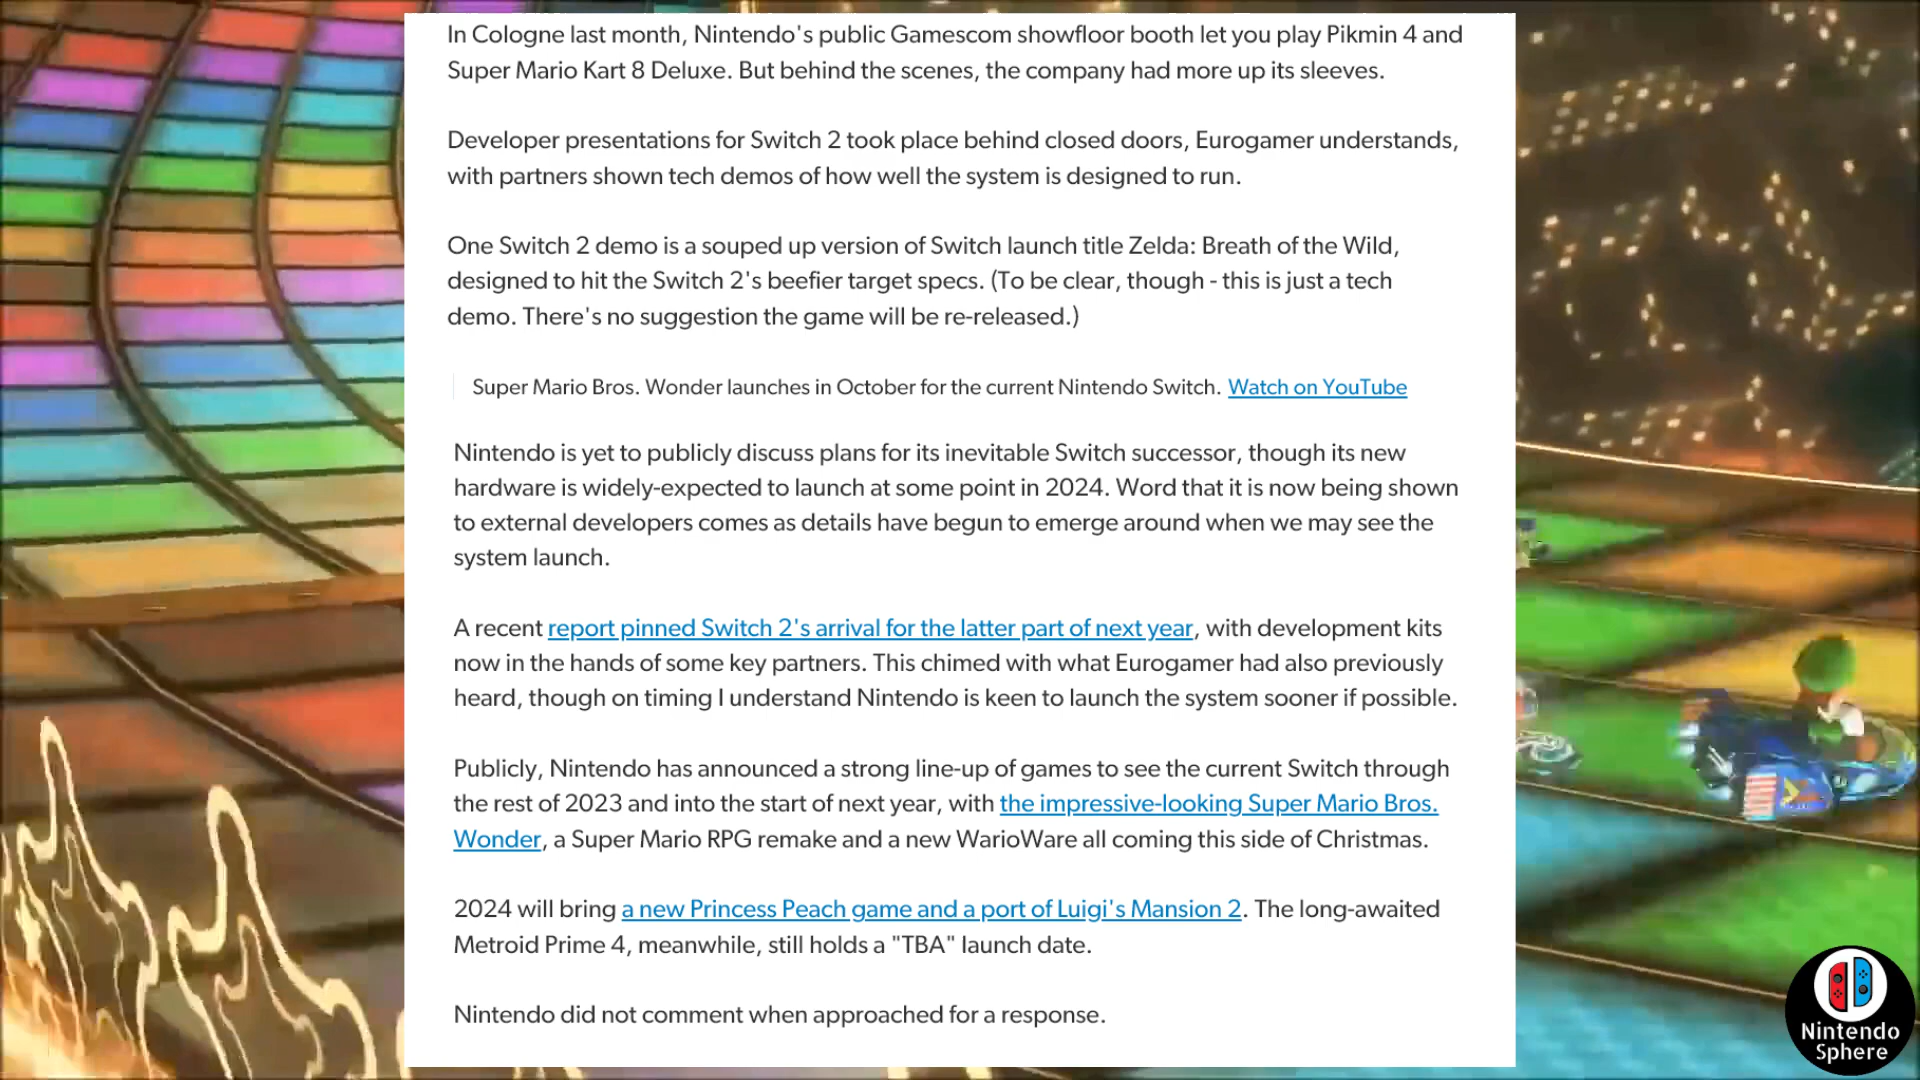 In Cologne last month, Nintendo's public Gamescom showfloor booth let you play Pikmin 4 and
Super Mario Kart 8 Deluxe. But behind the scenes, the company had more up its sleeves.
Developer presentations for Switch 2 took place behind closed doors, Eurogamer understands,
with partners shown tech demos of how well the system is designed to run.
One Switch 2 demo is a souped up version of Switch launch title Zelda: Breath of the Wild,
designed to hit the Switch 2's beefier target specs. (To be clear, though - this is just a tech
demo. There's no suggestion the game will be re-released.)
Super Mario Bros. Wonder launches in October for the current Nintendo Switch. Watch on YouTube
Nintendo is yet to publicly discuss plans for its inevitable Switch successor, though its new
hardware is widely-expected to launch at some point in 2024. Word that it is now being shown
to external developers comes as details have begun to emerge around when we may see the
system launch.
A recent report pinned Switch 2's arrival for the latter part of next year, with development kits
now in the hands of some key partners. This chimed with what Eurogamer had also previously
heard, though on timing I understand Nintendo is keen to launch the system sooner if possible.
Publicly, Nintendo has announced a strong line-up of games to see the current Switch through
the rest of 2023 and into the start of next year, with the impressive-looking Super Mario Bros.
Wonder, a Super Mario RPG remake and a new WarioWare all coming this side of Christmas.
2024 will bring a new Princess Peach game and a port of Luigi's Mansion 2. The long-awaited
Metroid Prime 4, meanwhile, still holds a "TBA" launch date.
Nintendo did not comment when approached for a response.
Nintendo
Sphere